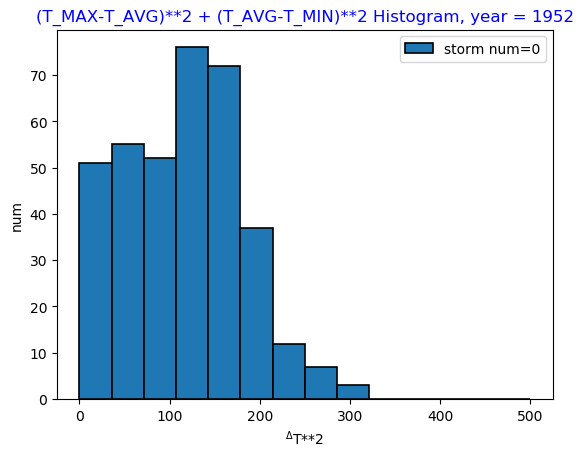 (T_MAX-T_AVG)**2 + (T_AVG-T_MIN)**2 Histogram, year = 1952
storm num=0
70
60
50
40
30
20
10
0
num
0 100 200 300 400 500
ΔT**2